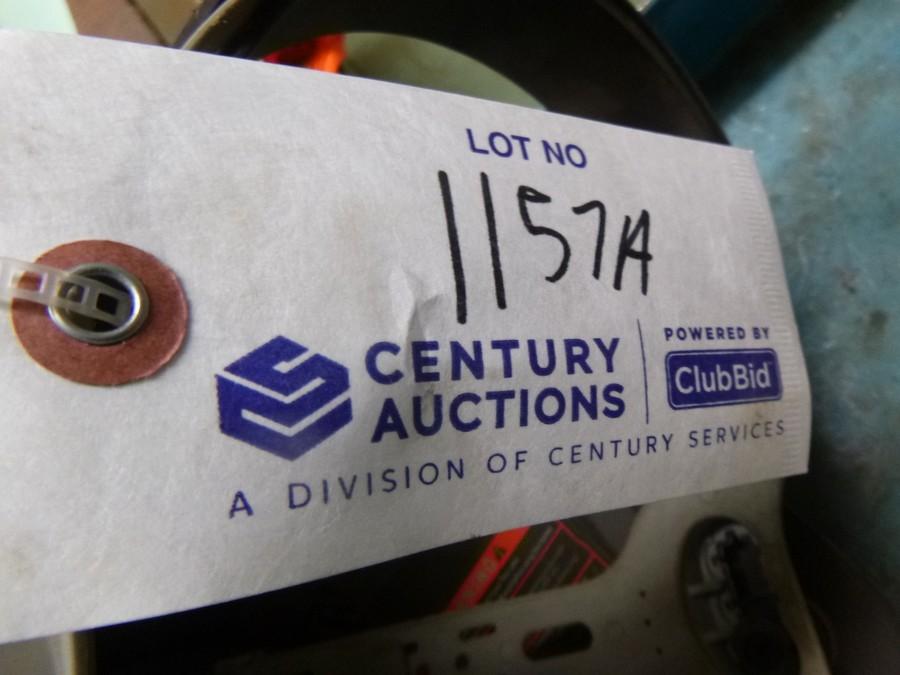 LOT NO
1157A
CENTURY
AUCTIONS
POWERED BY
ClubBid
A DIVISION OF CENTURY SERVICES